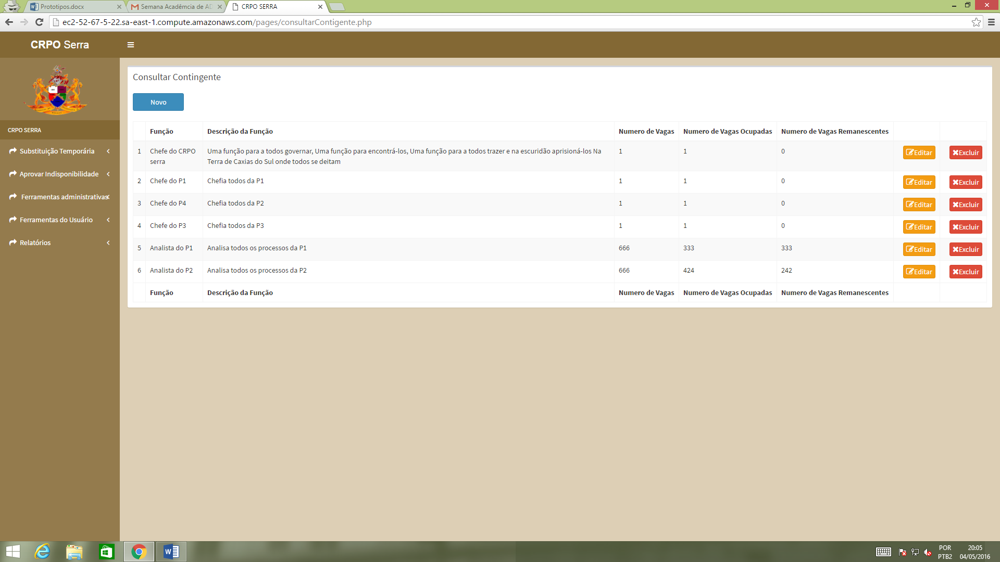 Prototipos.docx
Semana Acadêmcia de AD
CRPO SERRA
ec2-52-67-5-22.sa-east-1.compute.amazonaws.com/pages/consultarContigente.php
CRPO Serra
CRPO SERRA
Substituição Temporária
Aprovar Indisponibilidade
Ferramentas administrativas
Ferramentas do Usuário
Relatórios
Consultar Contingente
Novo
Função Descrição da Função Numero de Vagas Numero de Vagas Ocupadas Numero de Vagas Remanescentes
1 Chefe do CRPO serra Uma função para a todos governar, Uma função para encontrá-los, Uma função para a todos trazer e na escuridão aprisioná-los Na Terra de Caxias do Sul onde todos se deitam 1 1 0 Editar Excluir
2 Chefe do P1 Chefia todos da P1 1 1 0 Editar Excluir
3 Chefe do P4 Chefia todos da P2 1 1 0 Editar Excluir
4 Chefe do P3 Chefia todos da P3 1 1 0 Editar Excluir
5 Analista do P1 Analisa todos os processos da P1 666 333 333 Editar Excluir
6 Analista do P2 Analisa todos os processos da P2 666 424 242 Editar Excluir
Função Descrição da Função Numero de Vagas Numero de Vagas Ocupadas Numero de Vagas Remanescentes
POR 20:05
PTB2 04/05/2016